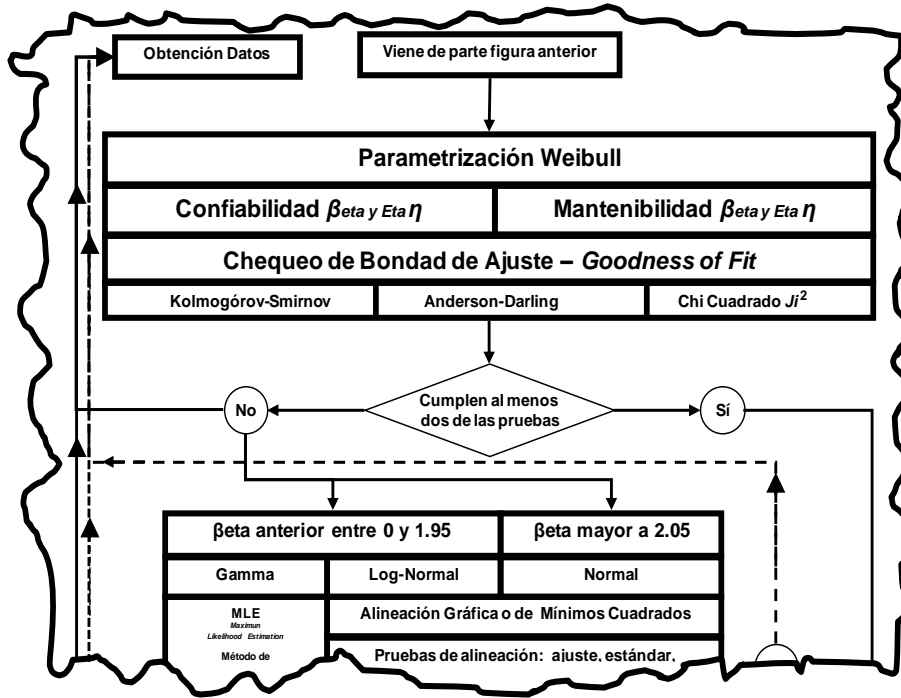 Obtención Datos
Viene de parte figura anterior
Parametrización Weibull
Confiabilidad βeta y Eta η
Mantenibilidad βeta y Eta η
Chequeo de Bondad de Ajuste – Goodness of Fit
Kolmogórov-Smirnov
Anderson-Darling
Chi Cuadrado Ji²
Cumplen al menos
dos de las pruebas
No
Sí
βeta anterior entre 0 y 1.95
βeta mayor a 2.05
Gamma
Log-Normal
Normal
MLE
Maximun
Likelihood Estimation
Método de
Alineación Gráfica o de Mínimos Cuadrados
Pruebas de alineación: ajuste, estándar,